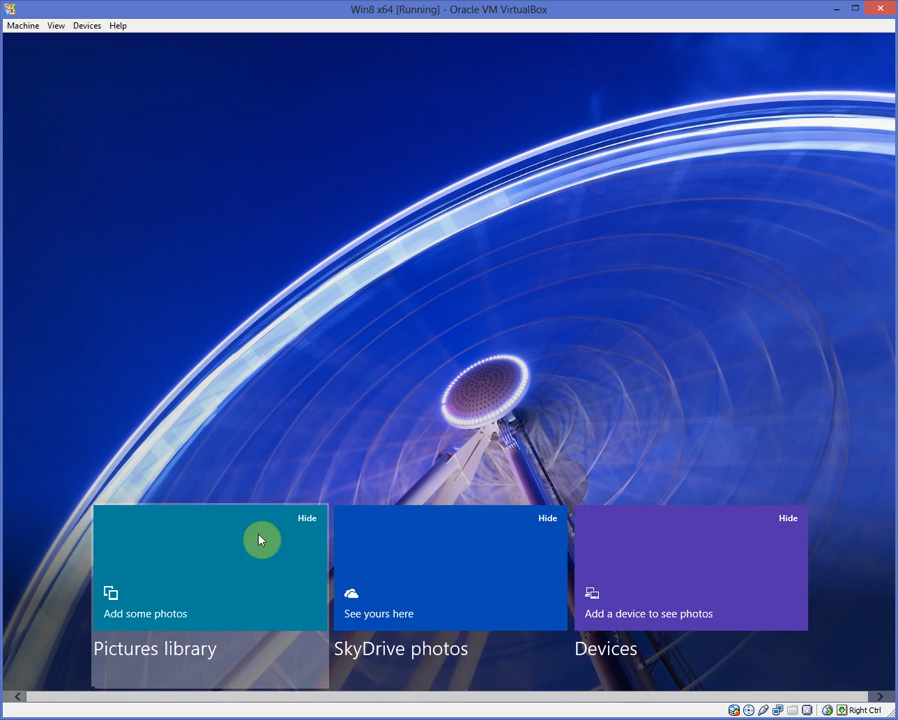 Win8 x64 [Running] - Oracle VM VirtualBox
Machine View Devices Help
Hide Hide Hide
Add some photos See yours here Add a device to see photos
Pictures library SkyDrive photos Devices
Right Ctrl